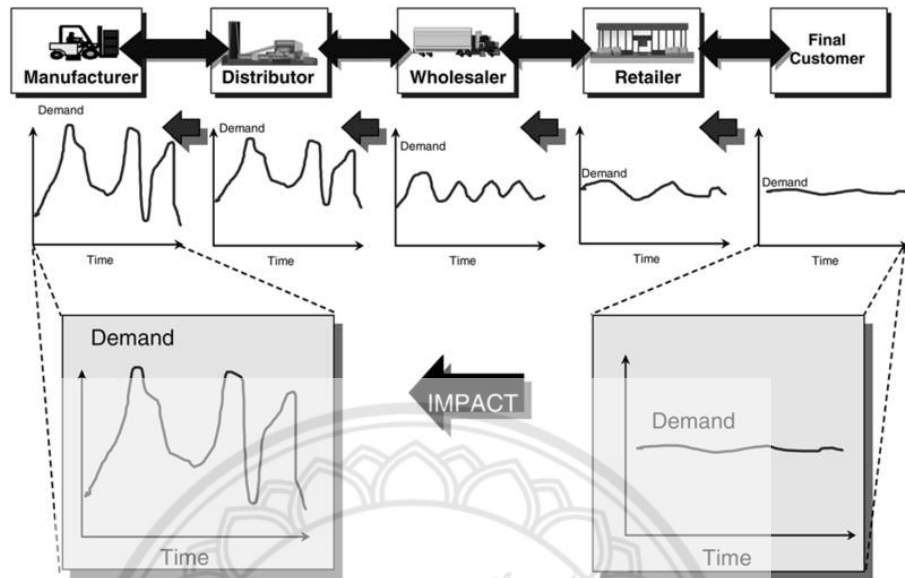 Manufacturer
Distributor
Wholesaler
Retailer
Final
Customer
Demand
Time
Demand
Time
Demand
Time
Demand
Time
Demand
Time
Demand
Time
IMPACT
Demand
Time